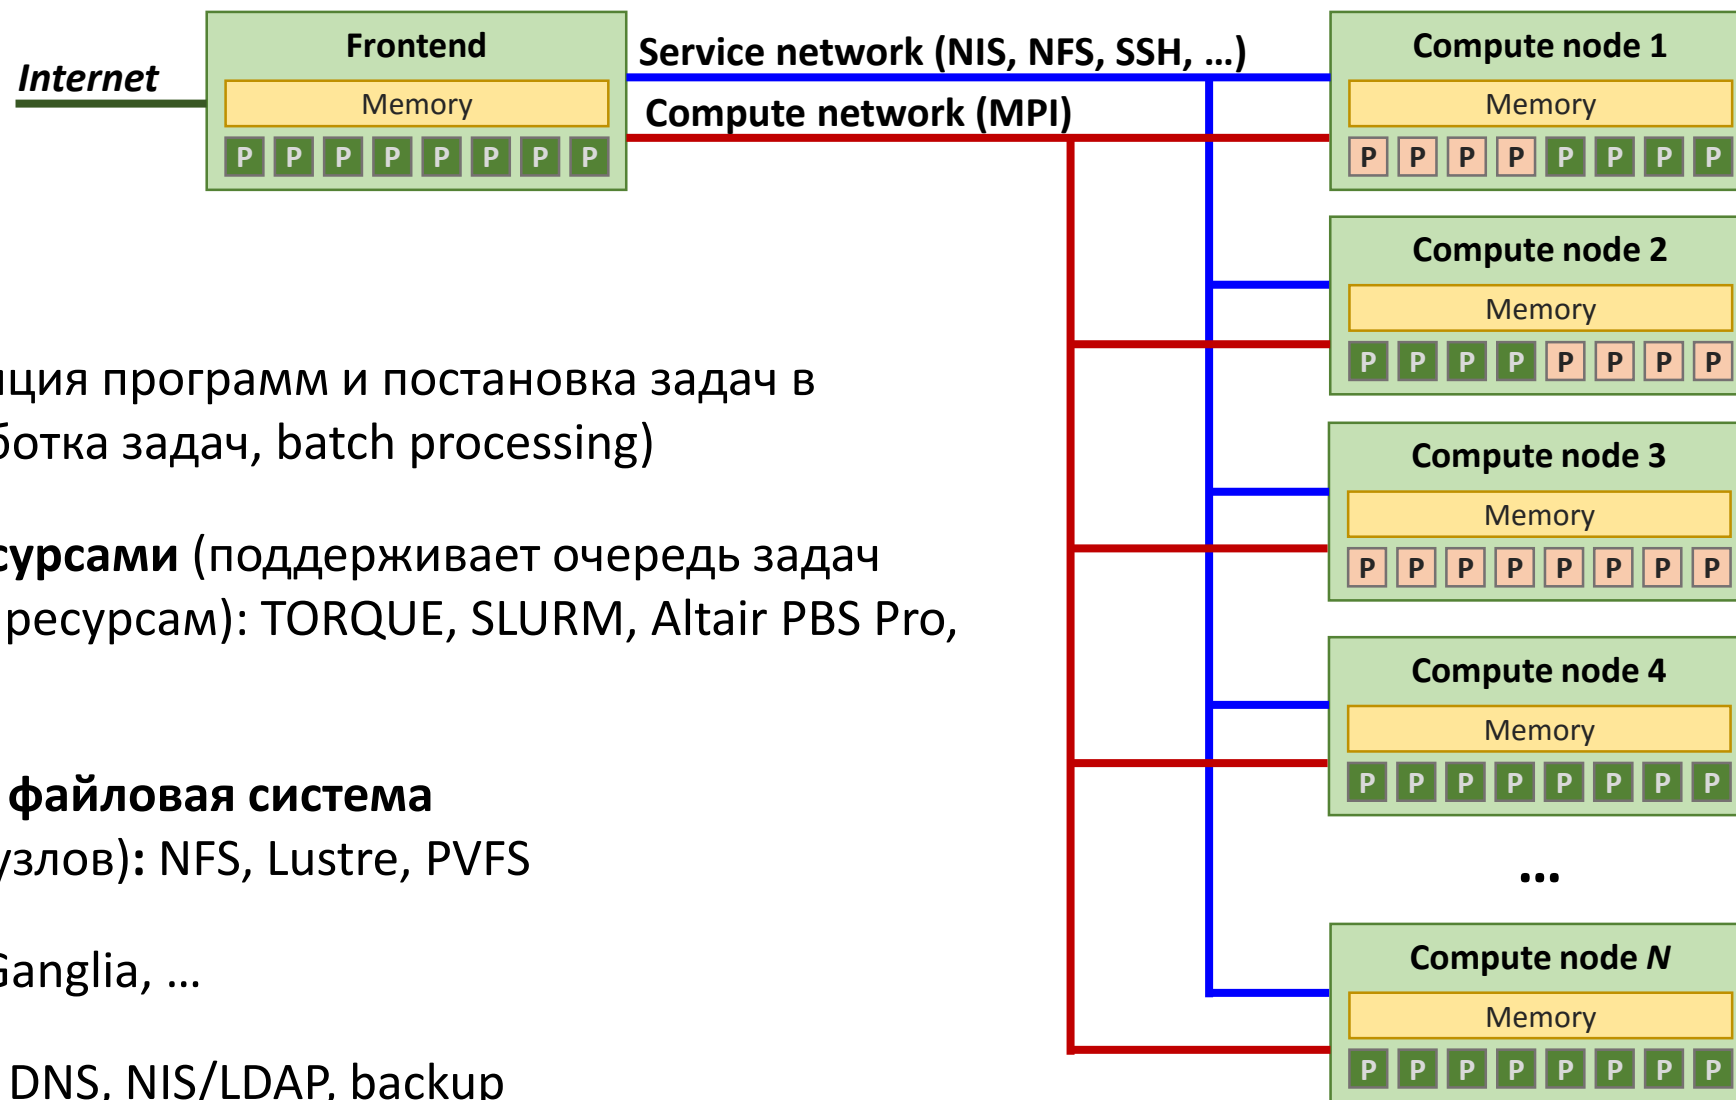 Internet
Frontend
Memory
P P P P P P P P
Service network (NIS, NFS, SSH, ...)
Compute network (MPI)
Compute node 1
Memory
P P P P P P P P
Compute node 2
Memory
P P P P P P P P
Compute node 3
Memory
P P P P P P P P
Compute node 4
Memory
P P P P P P P P
...
Compute node N
Memory
P P P P P P P P
ция программ и постановка задач в
ботка задач, batch processing)
сурсами (поддерживает очередь задач
ресурсам): TORQUE, SLURM, Altair PBS Pro,
файловая система
узлов): NFS, Lustre, PVFS
Ganglia, ...
DNS, NIS/LDAP, backup